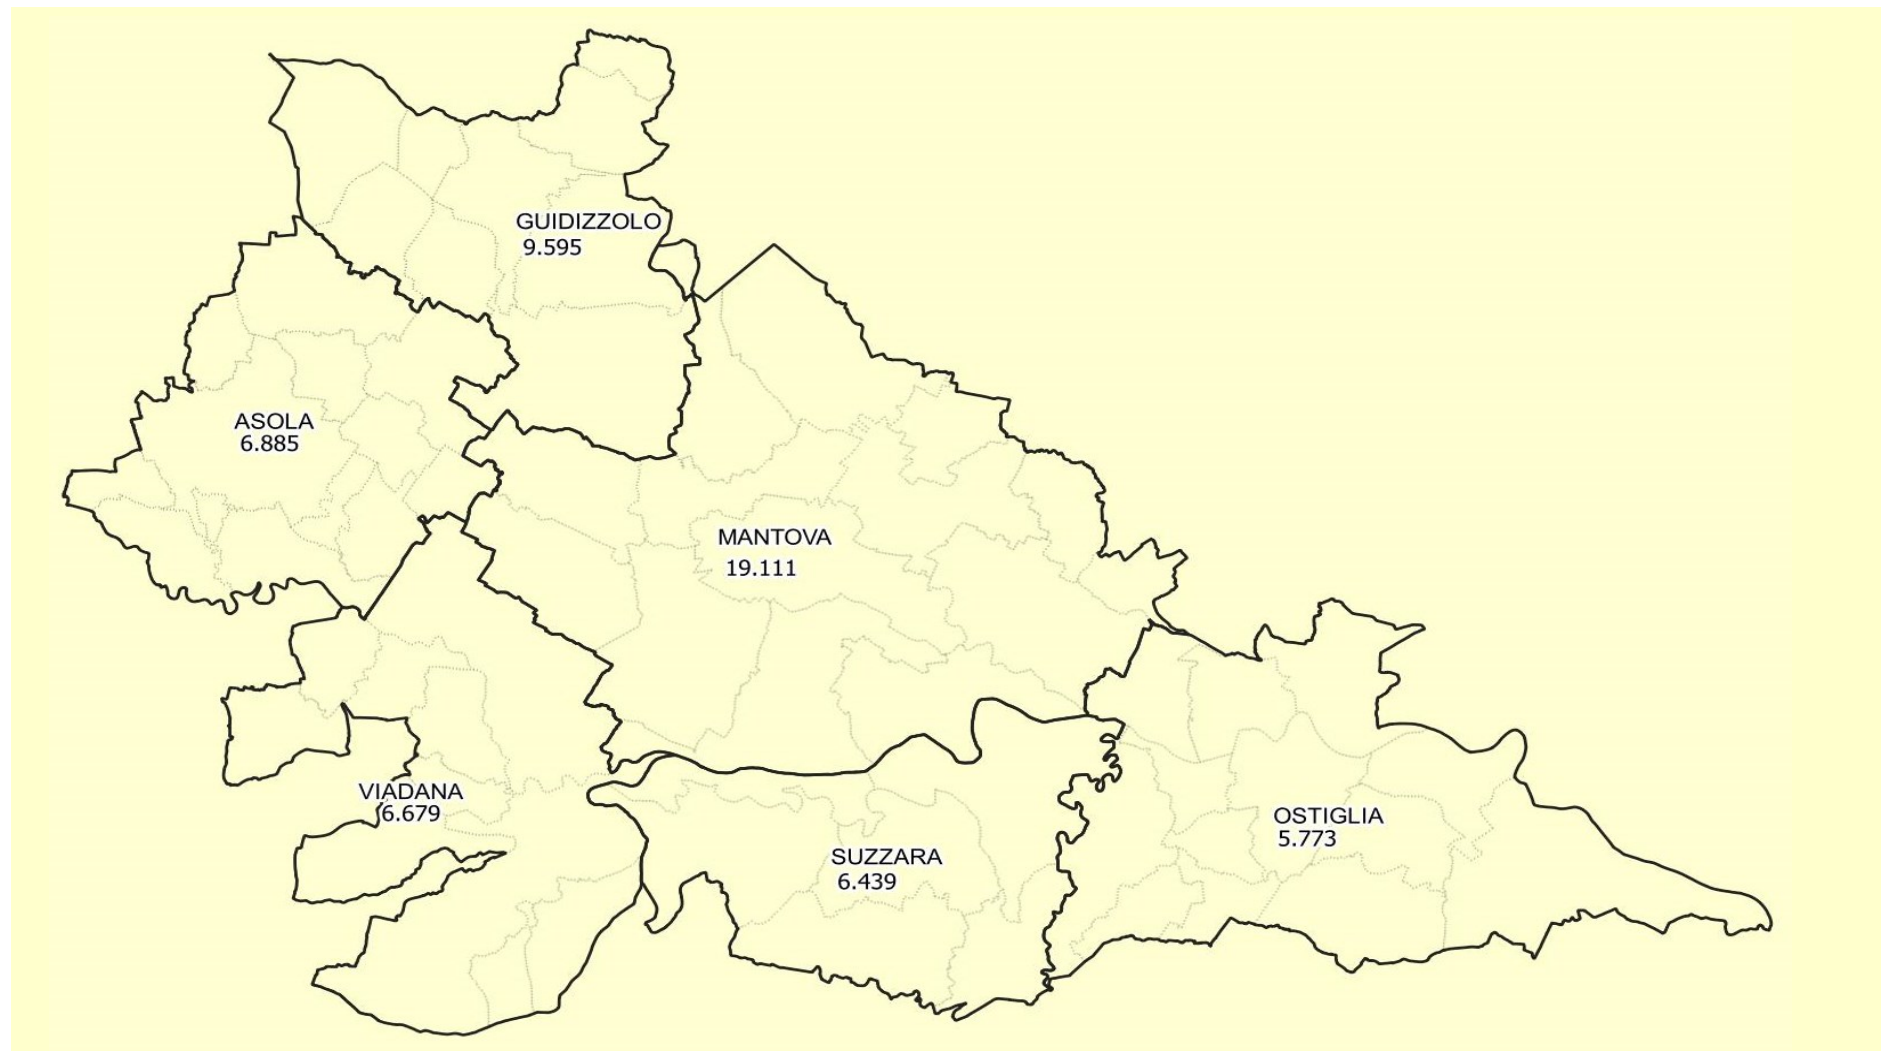 GUIDIZZOLO
9.595
ASOLA
6.885
MANTOVA
19.111
VIADANA
6.679
OSTIGLIA
5.773
SUZZARA
6.439